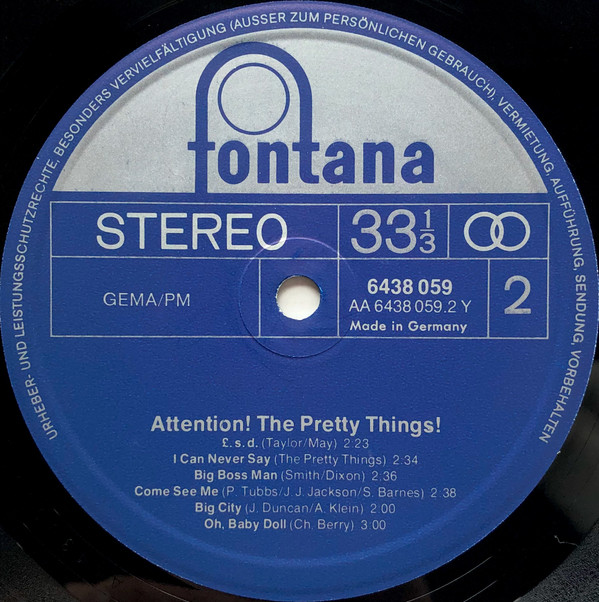 URHEBER- UND LEISTUNGSSCHUTZRECHTE, BESONDERS VERVIELFÄLTIGUNG (AUSSER ZUM PERSÖNLICHEN GEBRAUCH), VERMIETUNG, AUFFÜHRUNG, SENDUNG, VORBEHALTEN
fontana
STEREO 33 1/3
GEMA/PM
6438 059
AA 6438 059.2 Y
Made in Germany
2
Attention! The Pretty Things!
£.s.d. (Taylor/May) 2:23
I Can Never Say (The Pretty Things) 2:34
Big Boss Man (Smith/Dixon) 2:36
Come See Me (P. Tubbs/J. J. Jackson/S. Barnes) 2:38
Big City (J. Duncan/A. Klein) 2:00
Oh, Baby Doll (Ch. Berry) 3:00